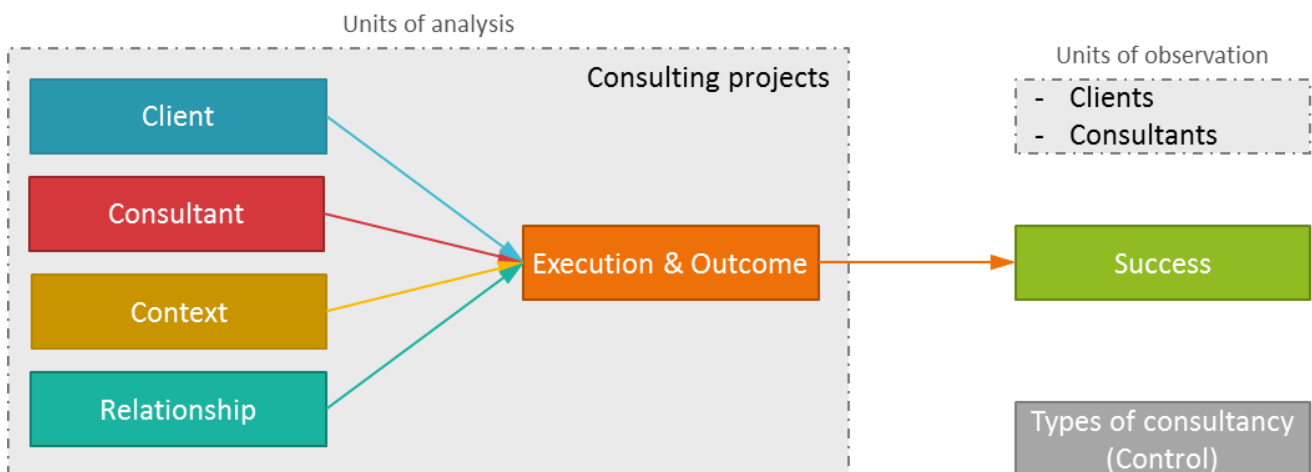 Units of analysis
Consulting projects
Client
Consultant
Context
Relationship
Execution & Outcome
Units of observation
- Clients
- Consultants
Success
Types of consultancy
(Control)